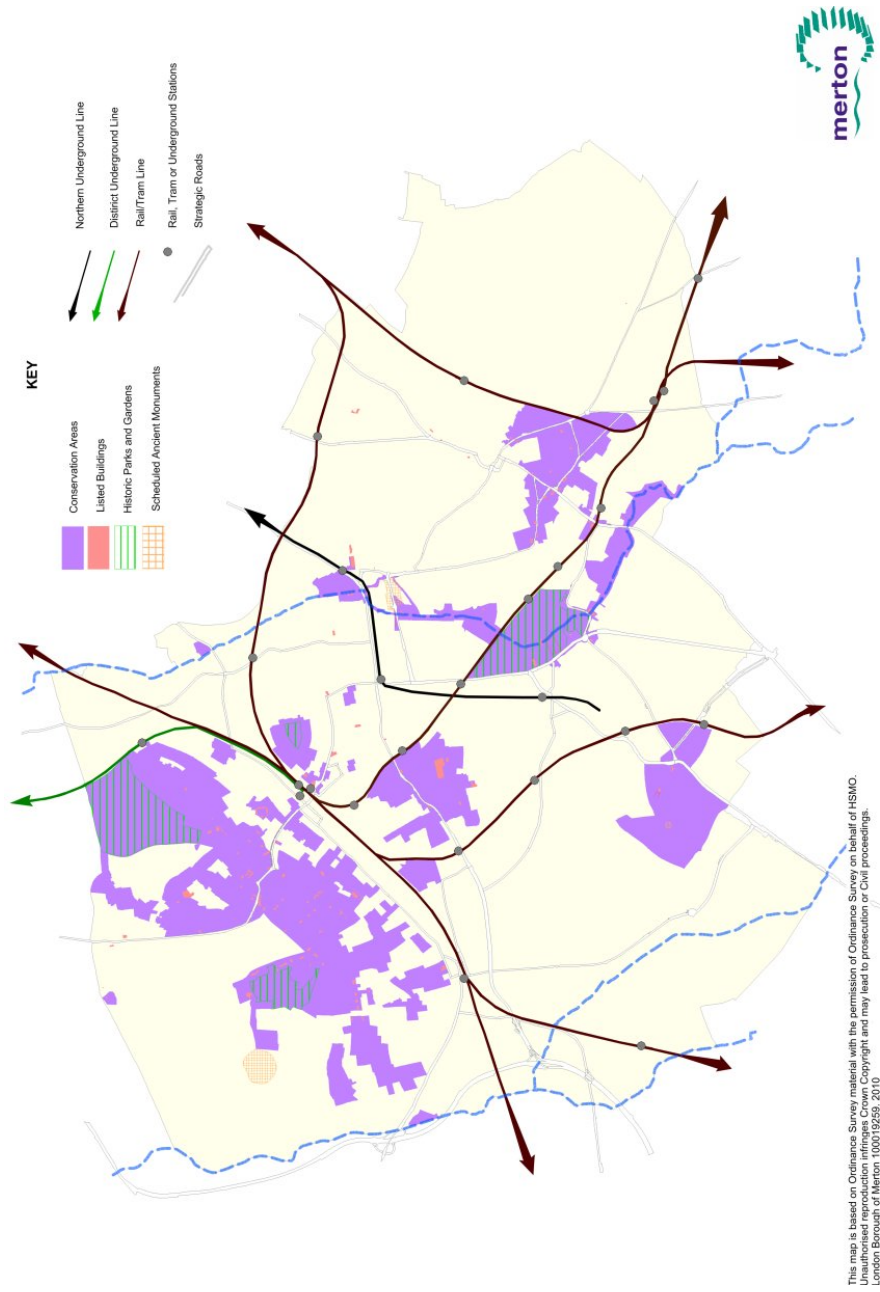 KEY
Conservation Areas
Listed Buildings
Historic Parks and Gardens
Scheduled Ancient Monuments
Northern Underground Line
Distirict Underground Line
Rail/Tram Line
Rail, Tram or Underground Stations
Strategic Roads
merton
This map is based on Ordinance Survey material with the permission of Ordinance Survey on behalf of HSMO.
Unauthorised reproduction infringes Crown Copyright and may lead to prosecution or Civil proceedings.
London Borough of Merton 100019259. 2010